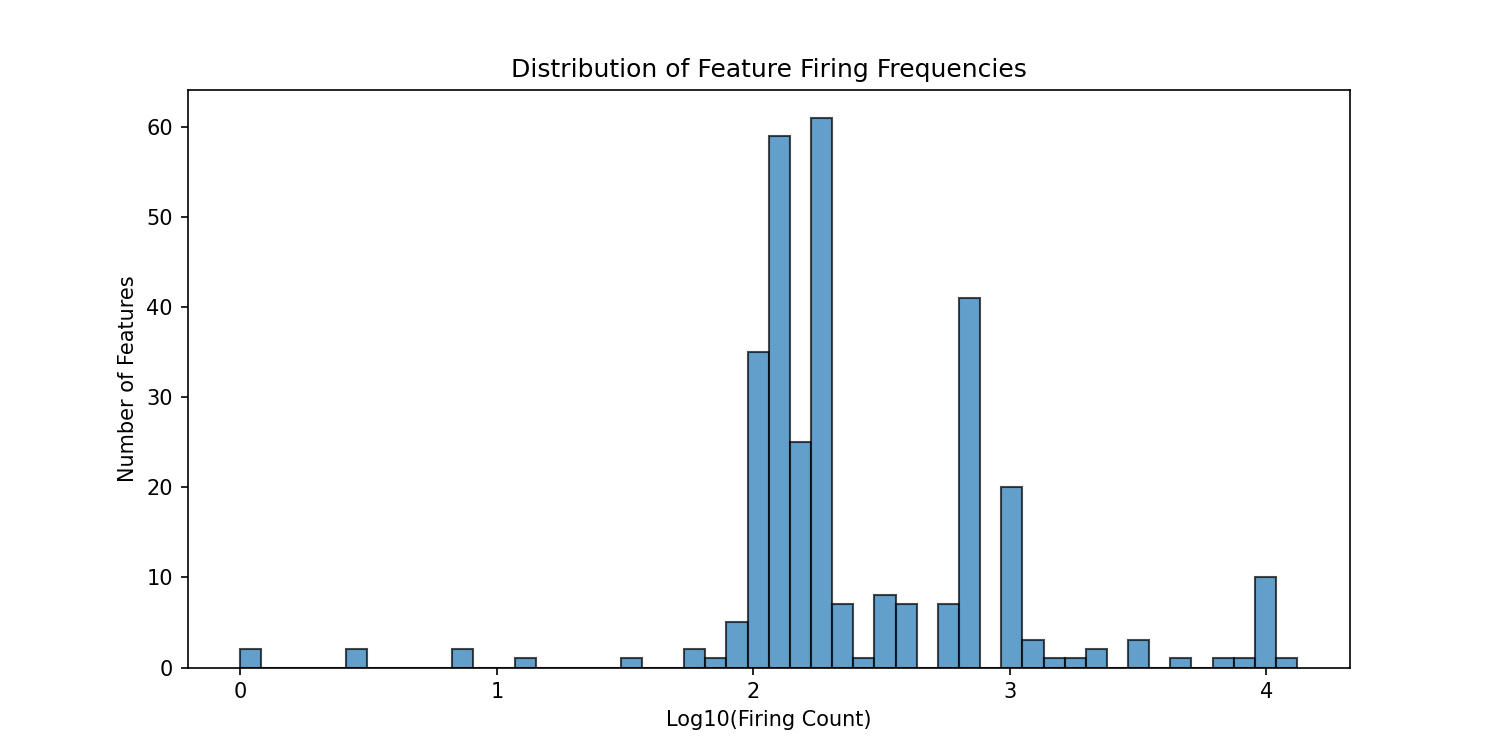 Distribution of Feature Firing Frequencies
60
50
40
30
20
10
0
Number of Features
0 1 2 3 4
Log10(Firing Count)